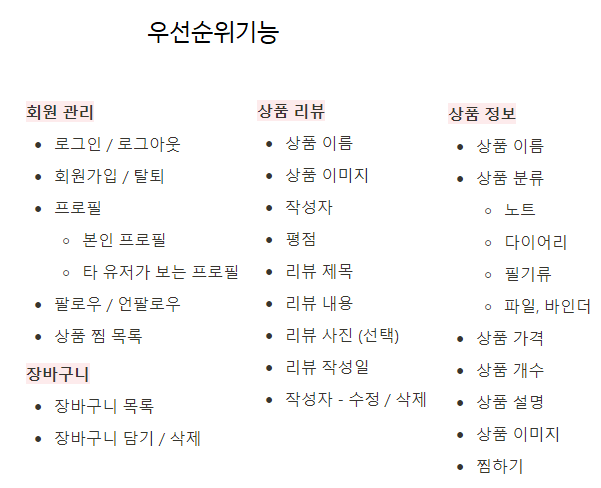 우선순위기능
회원 관리
로그인 / 로그아웃
회원가입 / 탈퇴
프로필
본인 프로필
타 유저가 보는 프로필
팔로우 / 언팔로우
상품 찜 목록
장바구니
장바구니 목록
장바구니 담기 / 삭제
상품 리뷰
상품 이름
상품 이미지
작성자
평점
리뷰 제목
리뷰 내용
리뷰 사진 (선택)
리뷰 작성일
작성자 - 수정 / 삭제
상품 정보
상품 이름
상품 분류
노트
다이어리
필기류
파일, 바인더
상품 가격
상품 개수
상품 설명
상품 이미지
찜하기